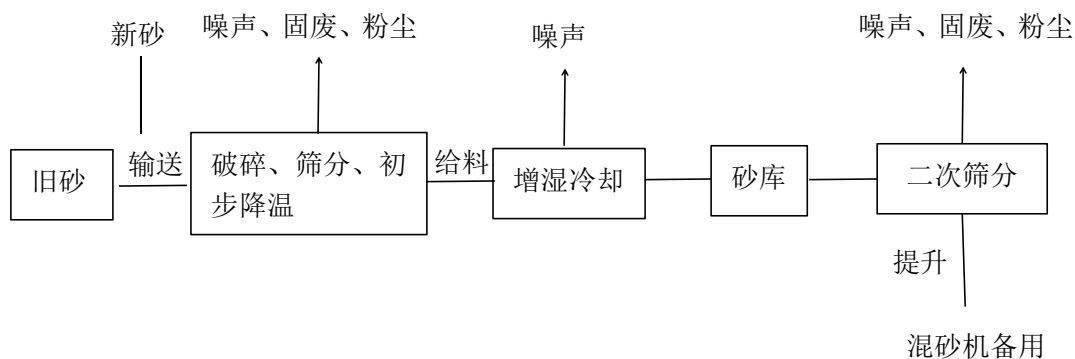 新砂
噪声、固废、粉尘
噪声
噪声、固废、粉尘
旧砂
输送
破碎、筛分、初
步降温
给料
增湿冷却
砂库
二次筛分
提升
混砂机备用